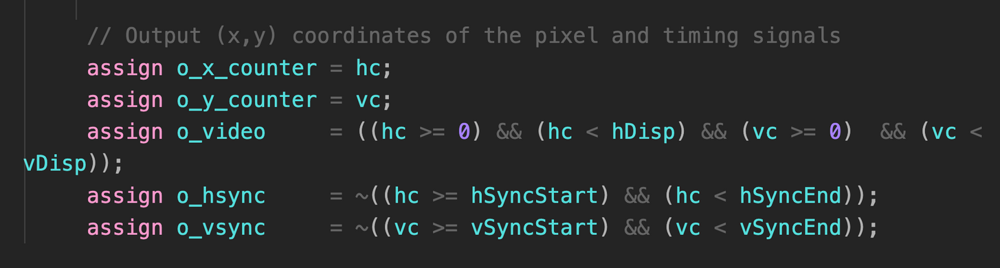 // Output (x,y) coordinates of the pixel and timing signals
assign o_x_counter = hc;
assign o_y_counter = vc;
assign o_video     = ((hc >= 0) && (hc < hDisp) && (vc >= 0)  && (vc <
vDisp));
assign o_hsync     = ~((hc >= hSyncStart) && (hc < hSyncEnd));
assign o_vsync     = ~((vc >= vSyncStart) && (vc < vSyncEnd));